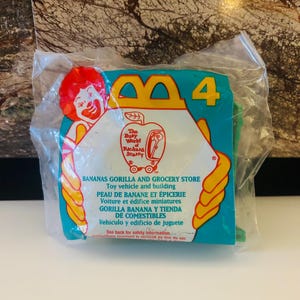 4
The
Busy
World
of
Richard
Scarry
BANANAS GORILLA AND GROCERY STORE
Toy vehicle and building
PEAU DE BANANE ET ÉPICERIE
Voiture et édifice miniatures
GORILLA BANANA Y TIENDA
DE COMESTIBLES
Vehículo y edificio de juguete
See back for safety information.